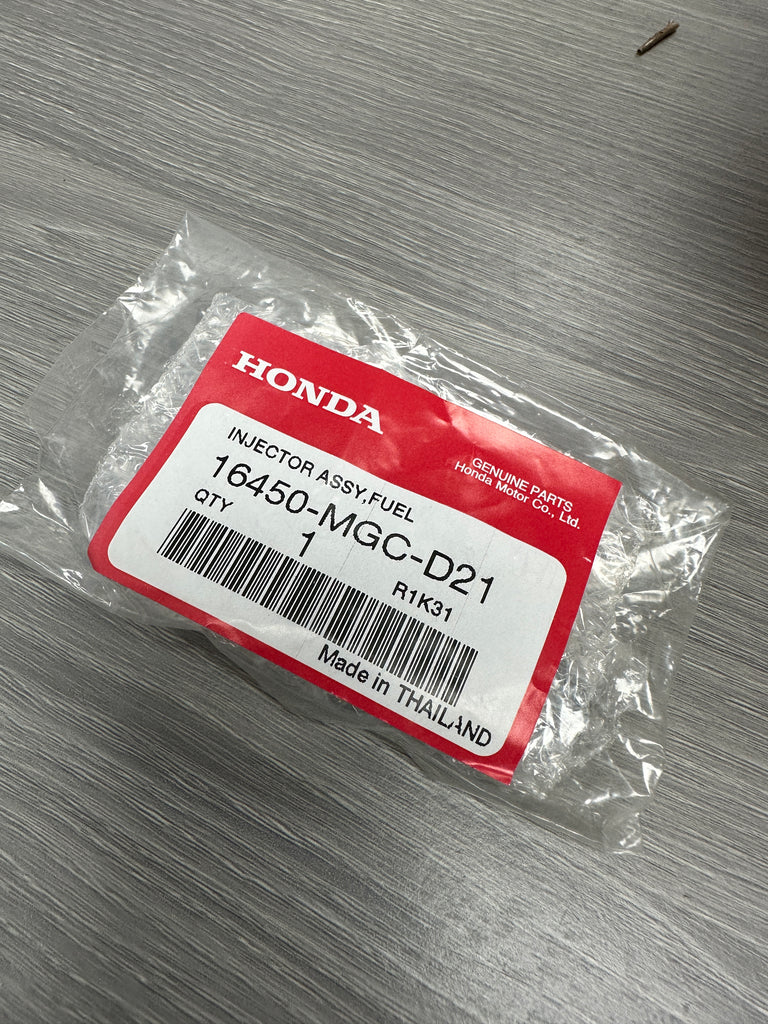 HONDA
GENUINE PARTS
Honda Motor Co., Ltd.
INJECTOR ASSY,FUEL
16450-MGC-D21
QTY 1
R1K31
Made in THAILAND